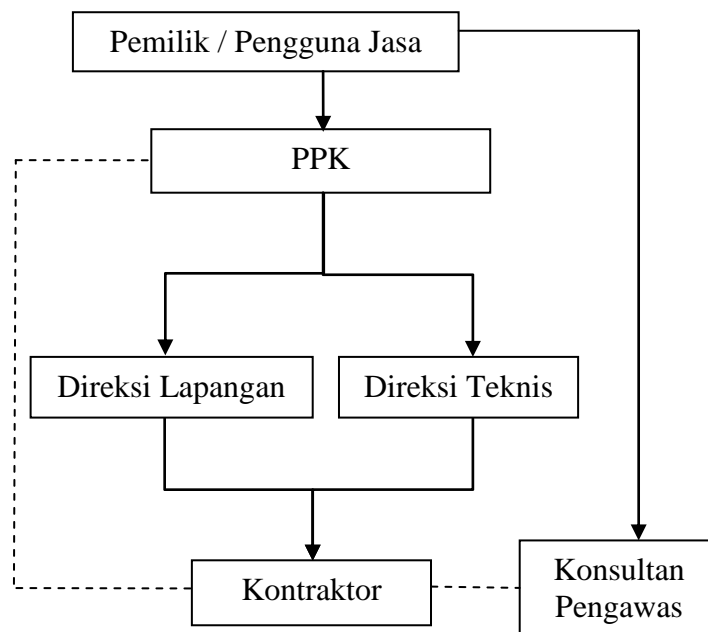 Pemilik / Pengguna Jasa
PPK
Direksi Lapangan
Direksi Teknis
Kontraktor
Konsultan
Pengawas